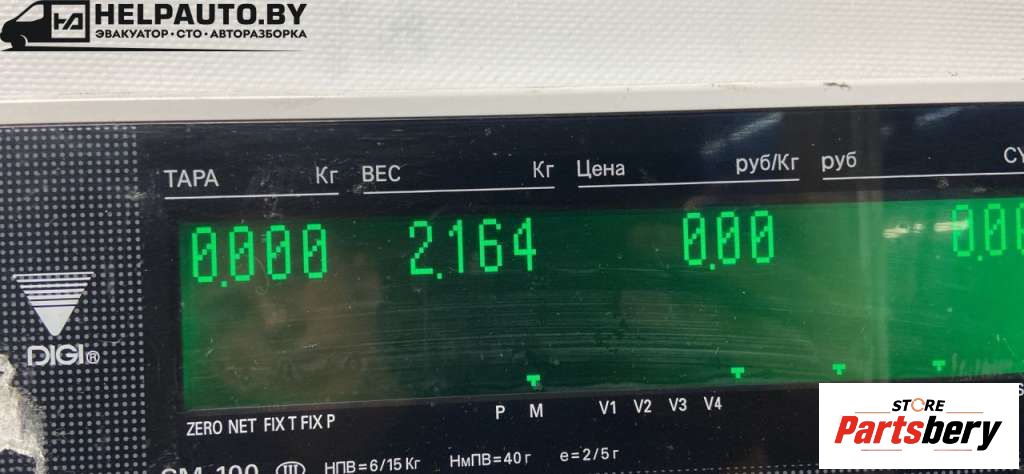 HELPAUTO.BY
ЭВАКУАТОР · СТО · АВТОРАЗБОРКА
ТАРА Кг ВЕС Кг Цена руб/Кг руб
0.000 2.164 0.00
DIGI®
P M V1 V2 V3 V4
ZERO NET FIX T FIX P
НПВ=6/15 Кг НмПВ=40 г e=2/5 г
STORE
Partsbery